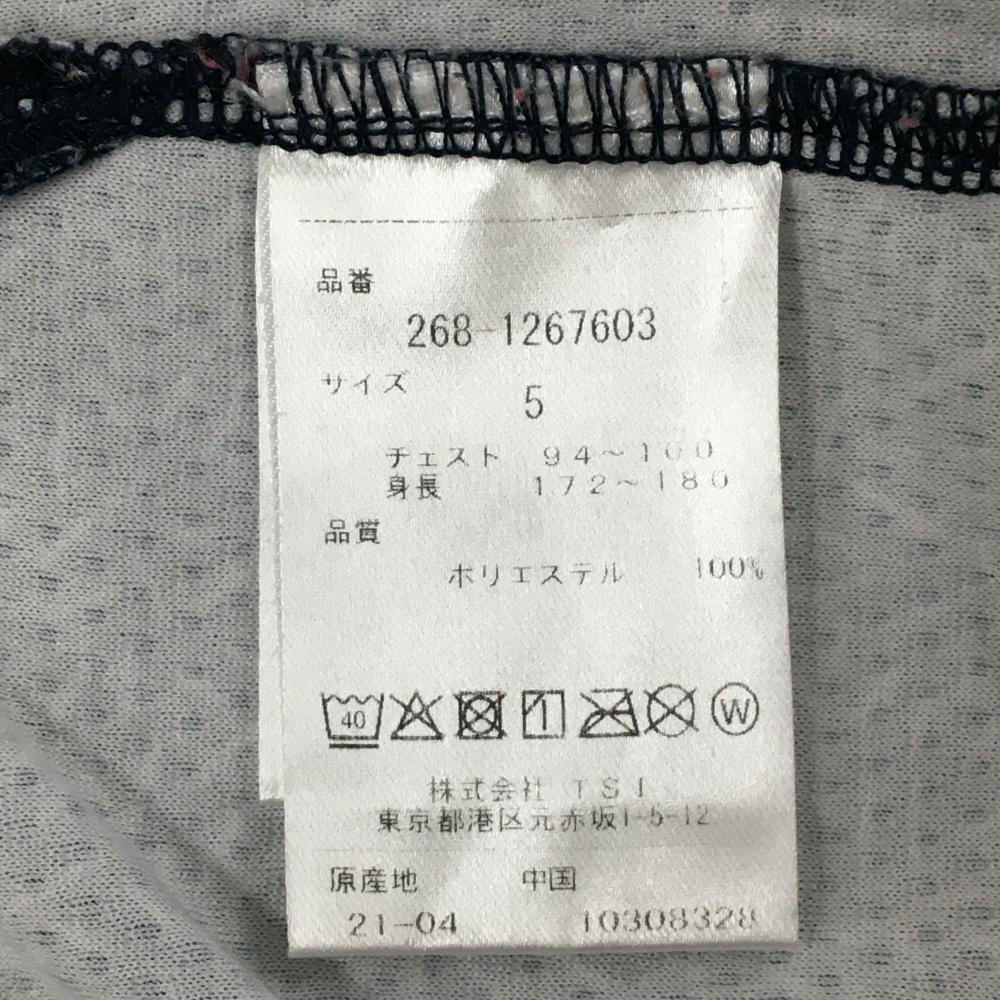 品番
268-1267603
サイズ
5
チェスト 94~100
身長 172~180
品質
ポリエステル 100%
40 W
株式会社 TSI
東京都港区元赤坂1-5-12
原産地 中国
21-04 10308328